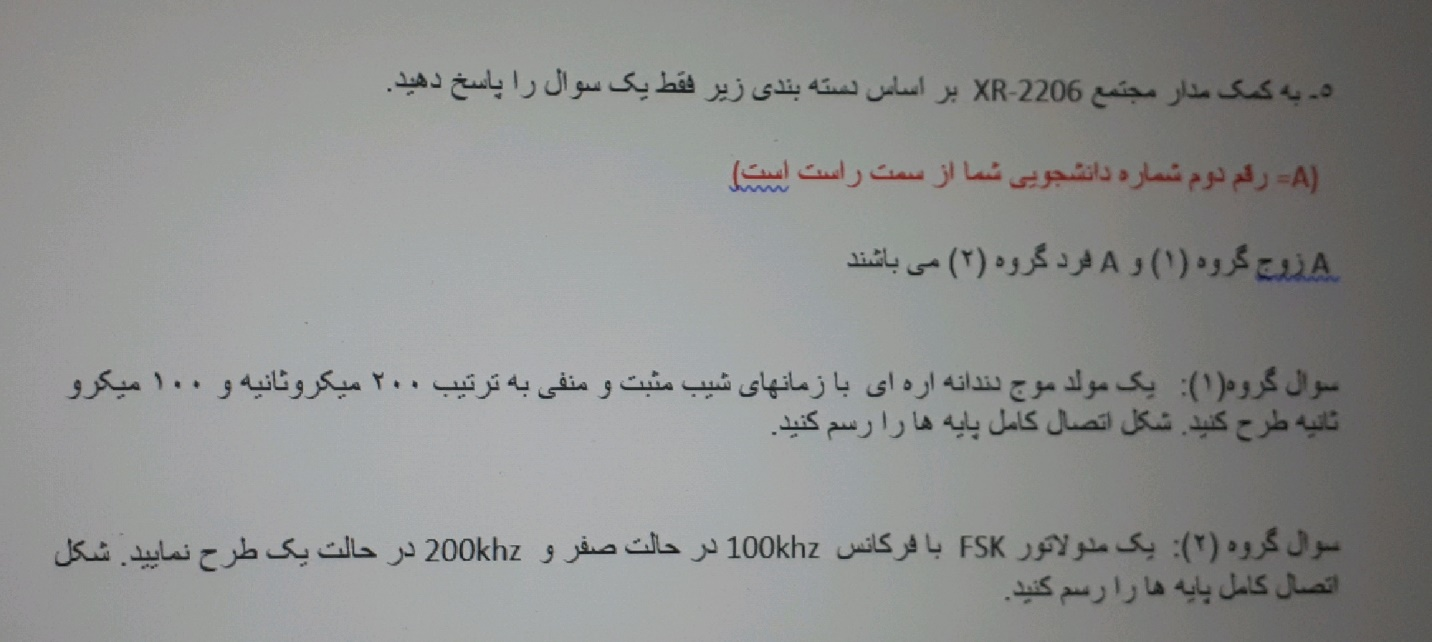 ۵- به کمک مدار مجتمع XR-2206 بر اساس دسته بندی زیر فقط یک سوال را پاسخ دهید.
(A= رقم دوم شماره دانشجویی شما از سمت راست است)
A زوج گروه (۱) و A فرد گروه (۲) می باشند
سوال گروه(۱): یک مولد موج دندانه اره ای با زمانهای شیب مثبت و منفی به ترتیب ۲۰۰ میکروثانیه و ۱۰۰ میکرو
ثانیه طرح کنید. شکل اتصال کامل پایه ها را رسم کنید.
سوال گروه (۲): یک مدولاتور FSK با فرکانس 100khz در حالت صفر و 200khz در حالت یک طرح نمایید. شکل
اتصال کامل پایه ها را رسم کنید.